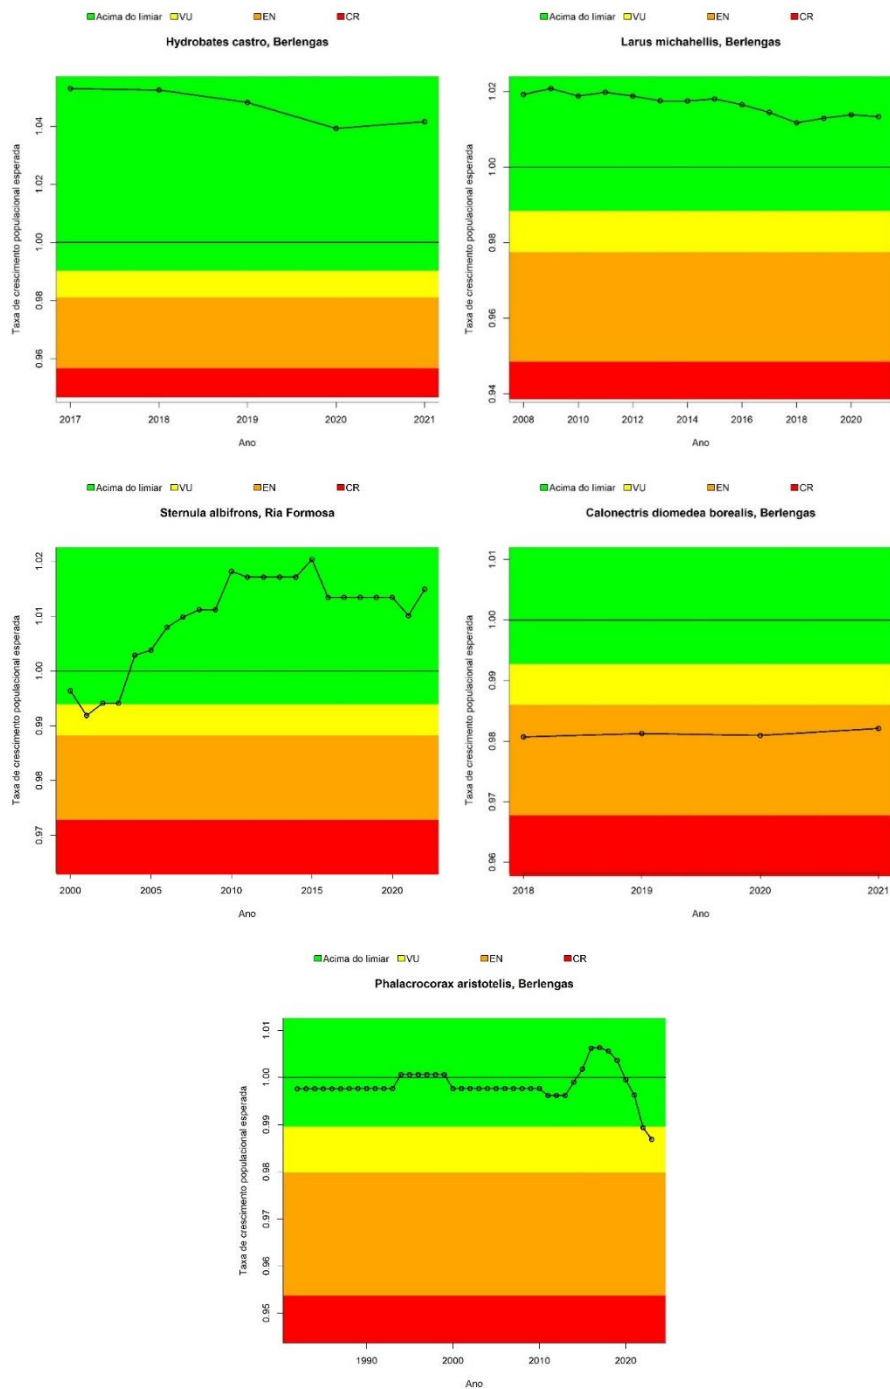 Acima do limiar VU EN CR
Hydrobates castro, Berlengas
Taxa de crescimento populacional esperada
1.04
1.02
1.00
0.98
0.96
2017 2018 2019 2020 2021
Ano
Acima do limiar VU EN CR
Larus michahellis, Berlengas
Taxa de crescimento populacional esperada
1.02
1.00
0.98
0.96
0.94
2008 2010 2012 2014 2016 2018 2020
Ano
Acima do limiar VU EN CR
Sternula albifrons, Ria Formosa
Taxa de crescimento populacional esperada
1.02
1.01
1.00
0.99
0.98
0.97
2000 2005 2010 2015 2020
Ano
Acima do limiar VU EN CR
Calonectris diomedea borealis, Berlengas
Taxa de crescimento populacional esperada
1.01
1.00
0.99
0.98
0.97
0.96
2018 2019 2020 2021
Ano
Acima do limiar VU EN CR
Phalacrocorax aristotelis, Berlengas
Taxa de crescimento populacional esperada
1.01
1.00
0.99
0.98
0.97
0.96
0.95
1990 2000 2010 2020
Ano